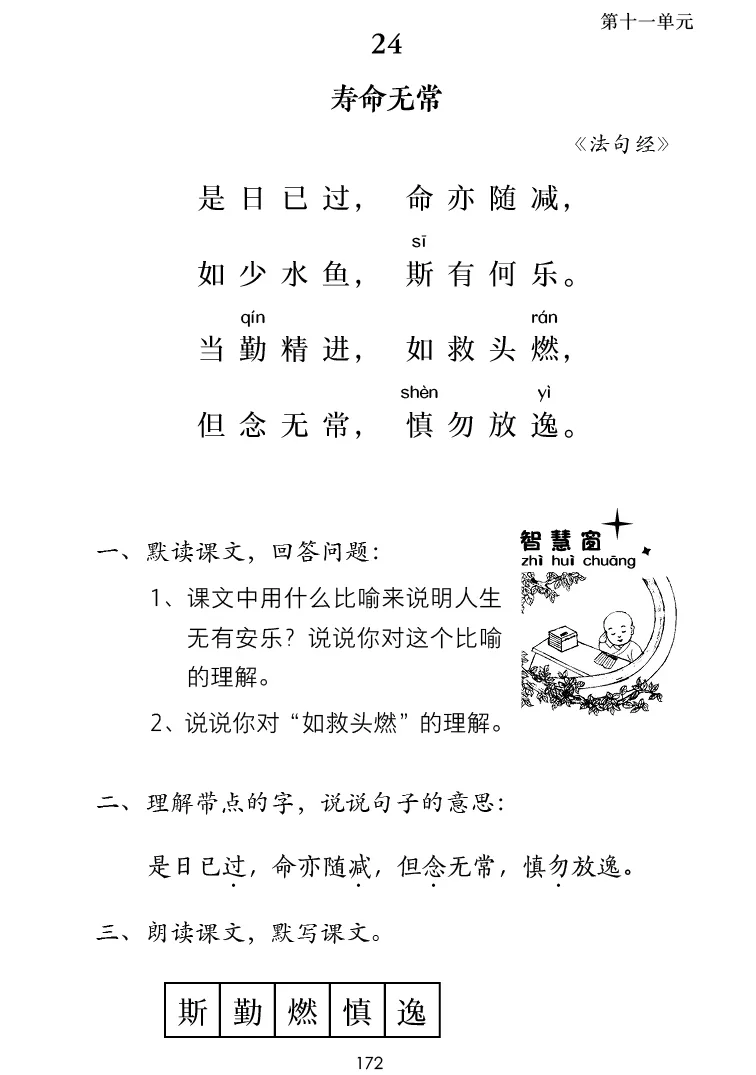 第十一单元
24
寿命无常
《法句经》
是日已过，命亦随减，
sī
如少水鱼，斯有何乐。
qín rán
当勤精进，如救头燃，
shèn yì
但念无常，慎勿放逸。
智慧窗
zhì huì chuāng
一、默读课文，回答问题：
1、课文中用什么比喻来说明人生
无有安乐？说说你对这个比喻
的理解。
2、说说你对“如救头燃”的理解。
二、理解带点的字，说说句子的意思：
是日已过，命亦随减，但念无常，慎勿放逸。
三、朗读课文，默写课文。
斯勤燃慎逸
172